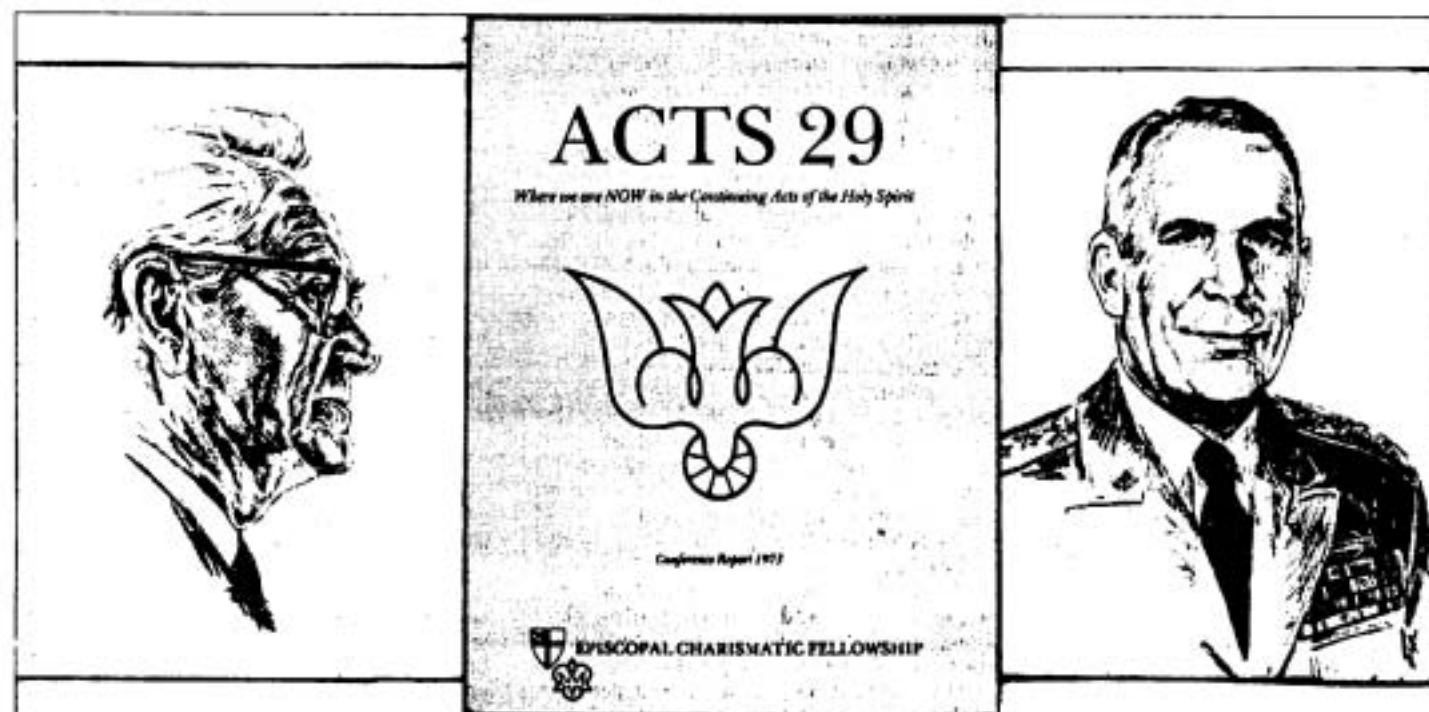 ACTS 29
Where we are NOW in the Continuing Acts of the Holy Spirit
Conference Report 1973
EPISCOPAL CHARISMATIC FELLOWSHIP